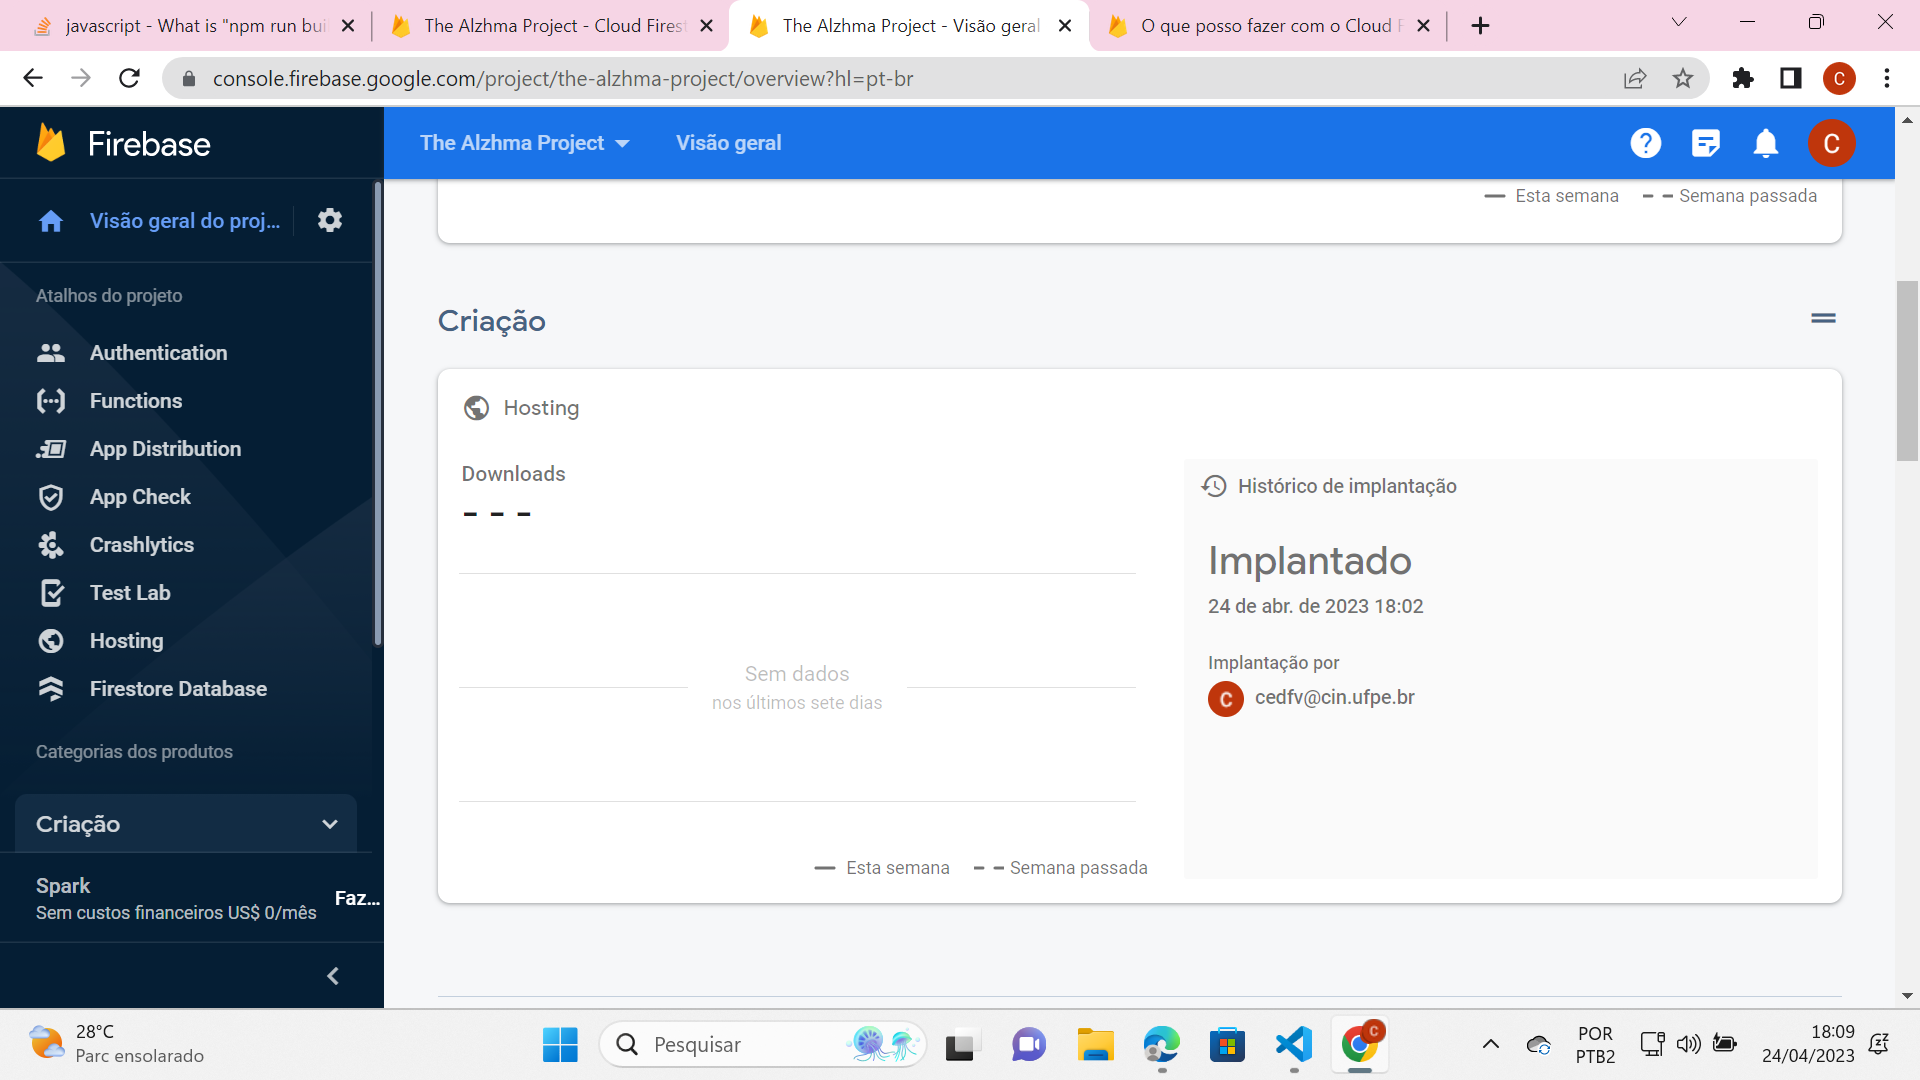 javascript - What is "npm run bui
The Alzhma Project - Cloud Firest
The Alzhma Project - Visão geral
O que posso fazer com o Cloud F
console.firebase.google.com/project/the-alzhma-project/overview?hl=pt-br
C
Firebase
The Alzhma Project
Visão geral
C
Visão geral do proj...
Esta semana
Semana passada
Atalhos do projeto
Authentication
Functions
App Distribution
App Check
Crashlytics
Test Lab
Hosting
Firestore Database
Categorias dos produtos
Criação
Spark
Sem custos financeiros US$ 0/mês
Faz...
Criação
Hosting
Downloads
- - -
Sem dados
nos últimos sete dias
Esta semana
Semana passada
Histórico de implantação
Implantado
24 de abr. de 2023 18:02
Implantação por
C
cedfv@cin.ufpe.br
28°C
Parc ensolarado
Pesquisar
C
POR
PTB2
18:09
24/04/2023